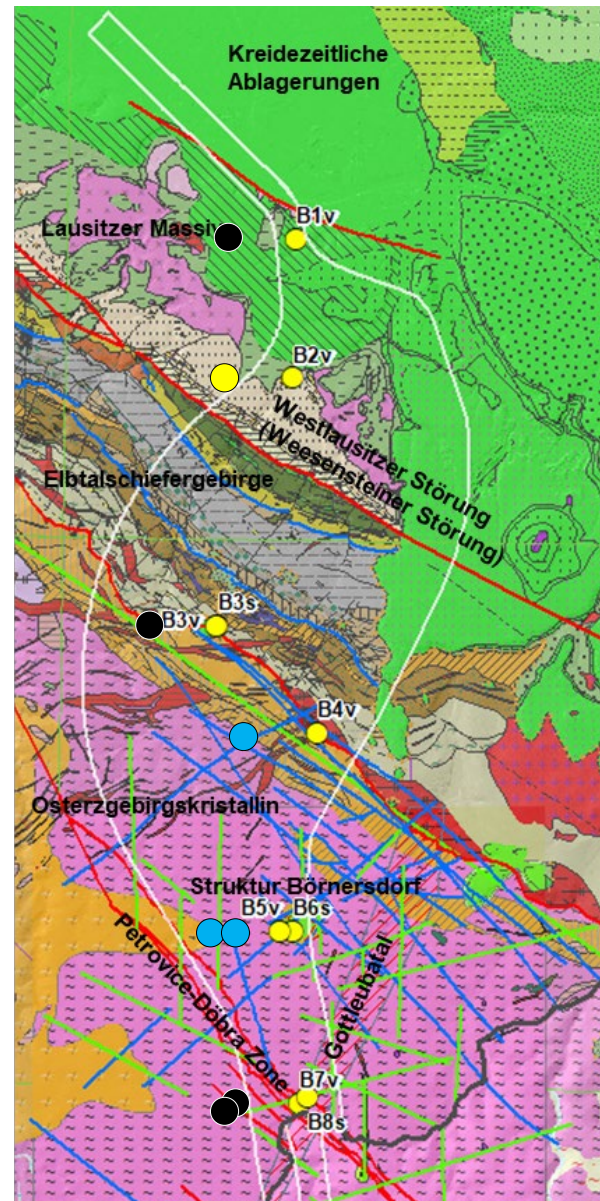 Kreidezeitliche
Ablagerungen
B1v
Lausitzer Massiv
B2v
Westlausitzer Störung
(Weesensteiner Störung)
Elbtalschiefergebirge
B3v
B3s
B4v
Osterzgebirgskristallin
Struktur Börnersdorf
B5v
B6s
Petrovice-Döbra Zone
Gottleubatal
B7v
B8s